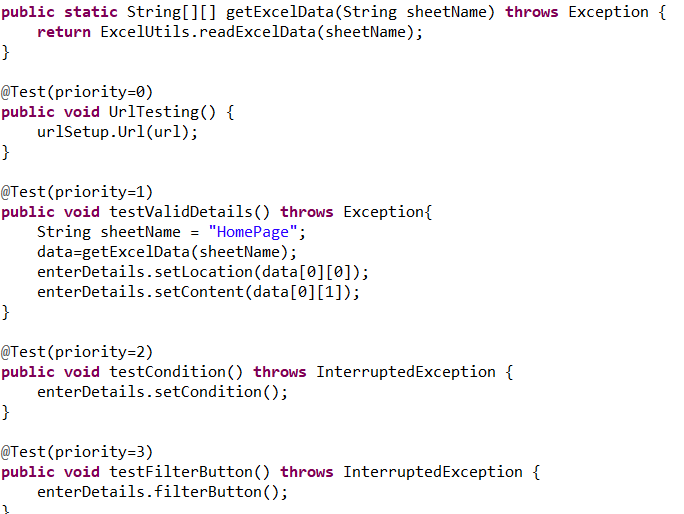 public static String[][] getExcelData(String sheetName) throws Exception {
    return ExcelUtils.readExcelData(sheetName);
}

@Test(priority=0)
public void UrlTesting() {
    urlSetup.Url(url);
}

@Test(priority=1)
public void testValidDetails() throws Exception{
    String sheetName = "HomePage";
    data=getExcelData(sheetName);
    enterDetails.setLocation(data[0][0]);
    enterDetails.setContent(data[0][1]);
}

@Test(priority=2)
public void testCondition() throws InterruptedException {
    enterDetails.setCondition();
}

@Test(priority=3)
public void testFilterButton() throws InterruptedException {
    enterDetails.filterButton();
}